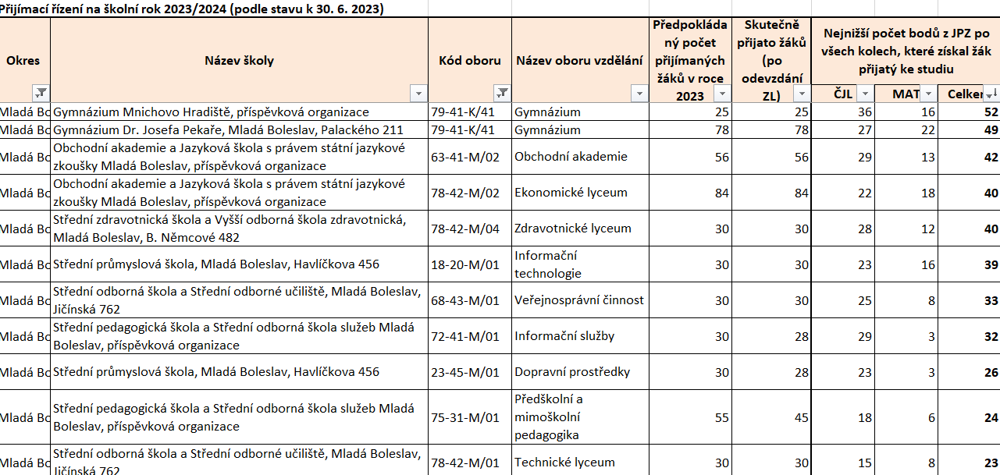 Přijímací řízení na školní rok 2023/2024 (podle stavu k 30. 6. 2023)
Okres
Název školy
Kód oboru
Název oboru vzdělání
Předpokláda
ný počet
přijímaných
žáků v roce
2023
Skutečně
přijato žáků
(po
odevzdání
ZL)
Nejnižší počet bodů z JPZ po
všech kolech, které získal žák
přijatý ke studiu
ČJL MAT Celker
Mladá Bo Gymnázium Mnichovo Hradiště, příspěvková organizace 79-41-K/41 Gymnázium 25 25 36 16 52
Mladá Bo Gymnázium Dr. Josefa Pekaře, Mladá Boleslav, Palackého 211 79-41-K/41 Gymnázium 78 78 27 22 49
Obchodní akademie a Jazyková škola s právem státní jazykové
Mladá Bo zkoušky Mladá Boleslav, příspěvková organizace 63-41-M/02 Obchodní akademie 56 56 29 13 42
Obchodní akademie a Jazyková škola s právem státní jazykové
Mladá Bo zkoušky Mladá Boleslav, příspěvková organizace 78-42-M/02 Ekonomické lyceum 84 84 22 18 40
Střední zdravotnická škola a Vyšší odborná škola zdravotnická,
Mladá Bo Mladá Boleslav, B. Němcové 482 78-42-M/04 Zdravotnické lyceum 30 30 28 12 40
Mladá Bo Střední průmyslová škola, Mladá Boleslav, Havlíčkova 456 18-20-M/01 Informační
technologie 30 30 23 16 39
Střední odborná škola a Střední odborné učiliště, Mladá Boleslav,
Mladá Bo Jičínská 762 68-43-M/01 Veřejnosprávní činnost 30 30 25 8 33
Střední pedagogická škola a Střední odborná škola služeb Mladá
Mladá Bo Boleslav, příspěvková organizace 72-41-M/01 Informační služby 30 28 29 3 32
Mladá Bo Střední průmyslová škola, Mladá Boleslav, Havlíčkova 456 23-45-M/01 Dopravní prostředky 30 28 23 3 26
Střední pedagogická škola a Střední odborná škola služeb Mladá
Mladá Bo Boleslav, příspěvková organizace 75-31-M/01 Předškolní a
mimoškolní
pedagogika 55 45 18 6 24
Střední odborná škola a Střední odborné učiliště, Mladá Boleslav,
Mladá Bo Jičínská 762 78-42-M/01 Technické lyceum 30 30 15 8 23